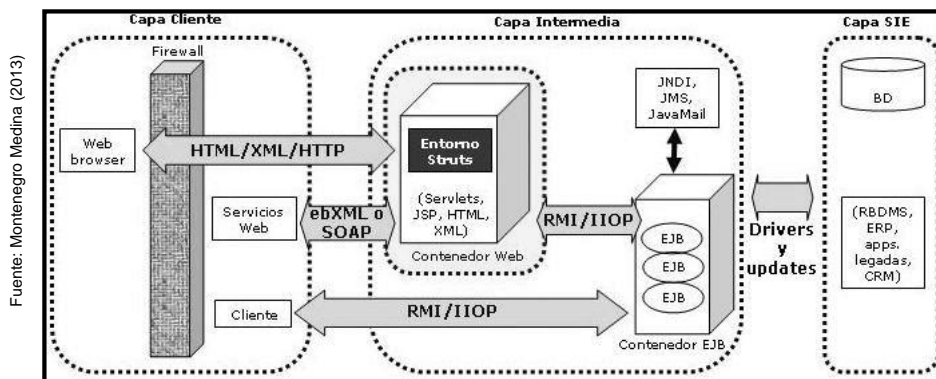 Fuente: Montenegro Medina (2013)
Capa Cliente
Capa Intermedia
Capa SIE
Firewall
Web
browser
HTML/XML/HTTP
Servicios
Web
ebXML o
SOAP
Cliente
RMI/IIOP
Entorno
Struts
(Servlets,
JSP, HTML,
XML)
Contenedor Web
RMI/IIOP
JNDI,
JMS,
JavaMail
EJB
EJB
EJB
Contenedor EJB
Drivers
y
updates
BD
(RBDMS,
ERP,
apps.
legadas,
CRM)